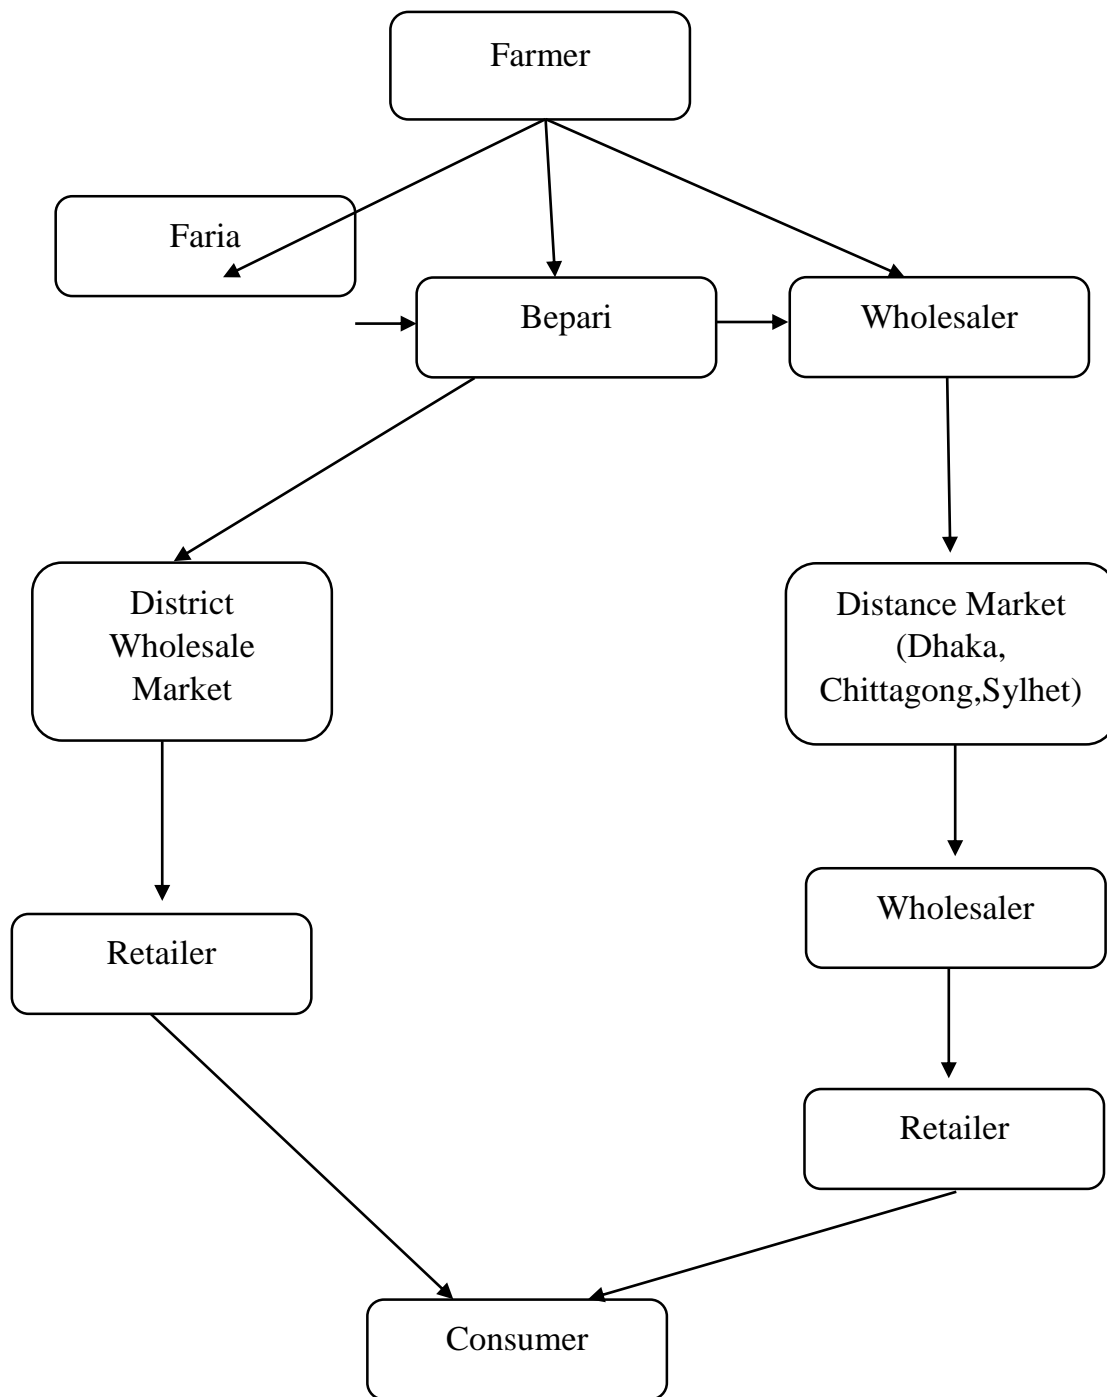 Farmer
Faria
Bepari
Wholesaler
District
Wholesale
Market
Distance Market
(Dhaka,
Chittagong,Sylhet)
Wholesaler
Retailer
Retailer
Consumer